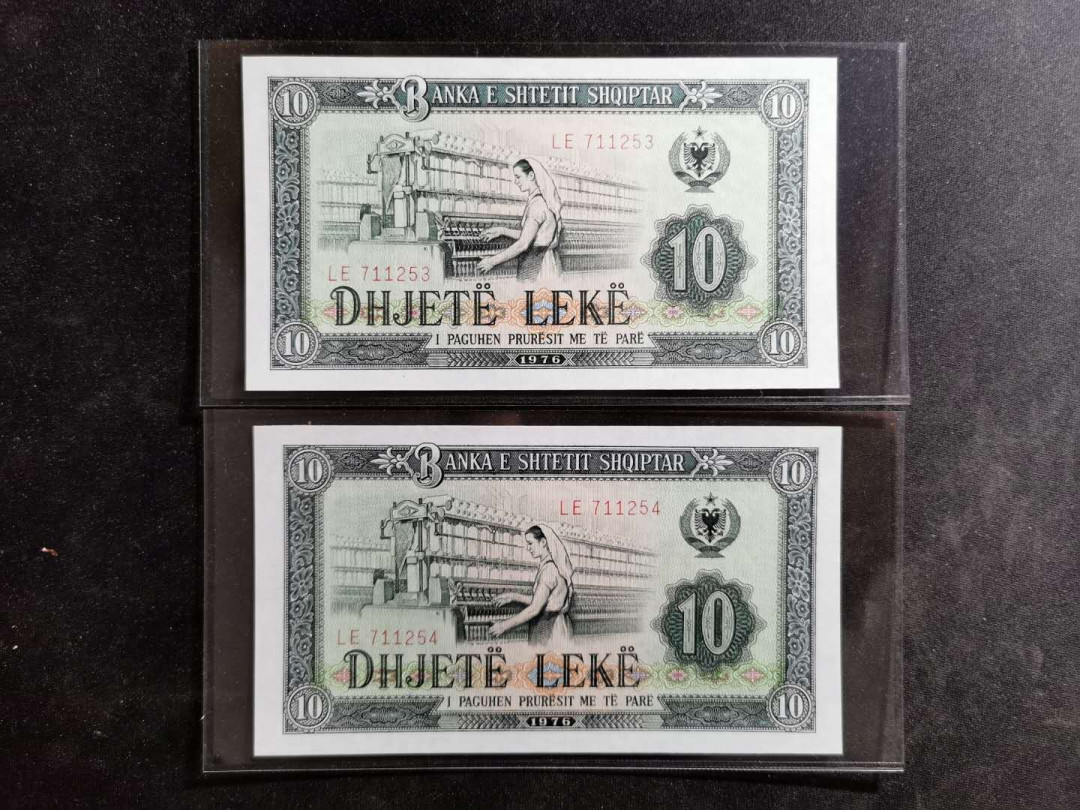 BANKA E SHTETIT SHQIPTAR
10 10
LE 711253
10
LE 711253
DHJETË LEKË
I PAGUHEN PRURËSIT ME TË PARË
10 1976 10
BANKA E SHTETIT SHQIPTAR
10 10
LE 711254
10
LE 711254
DHJETË LEKË
I PAGUHEN PRURËSIT ME TË PARË
10 1976 10